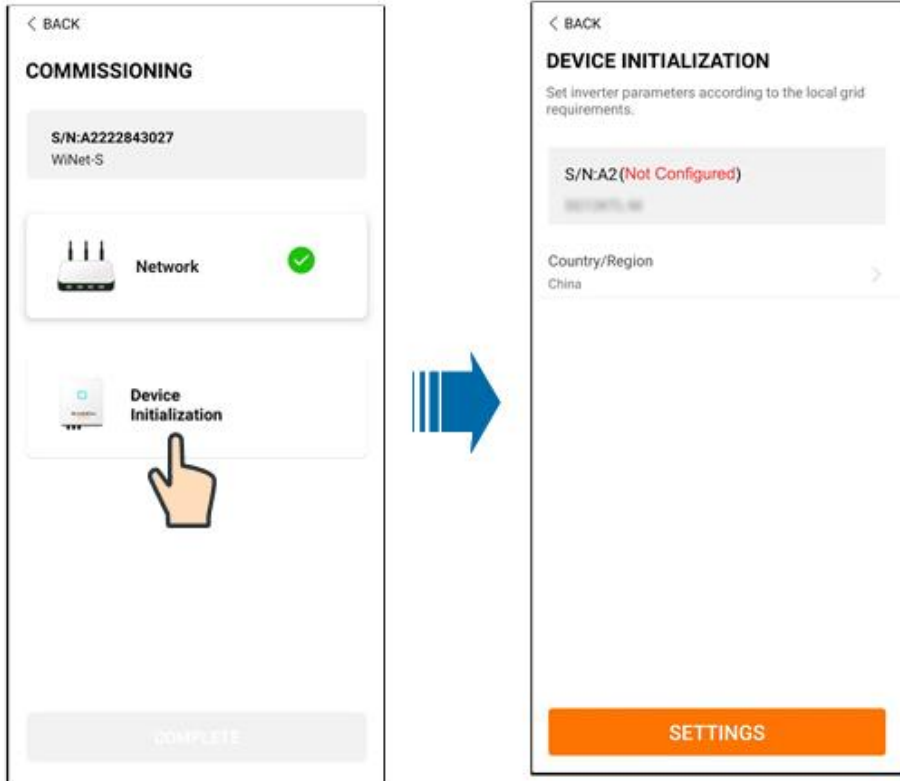 < BACK
COMMISSIONING
S/N:A2222843027
WiNet-S
Network
Device
Initialization
COMPLETE
< BACK
DEVICE INITIALIZATION
Set inverter parameters according to the local grid
requirements.
S/N:A2(Not Configured)
Country/Region
China
SETTINGS